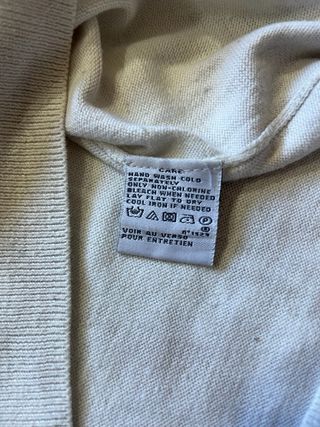 CARE
HAND WASH COLD
SEPARATELY
ONLY NON-CHLORINE
BLEACH WHEN NEEDED
LAY FLAT TO DRY
COOL IRON IF NEEDED
VOIR AU VERSO
POUR ENTRETIEN